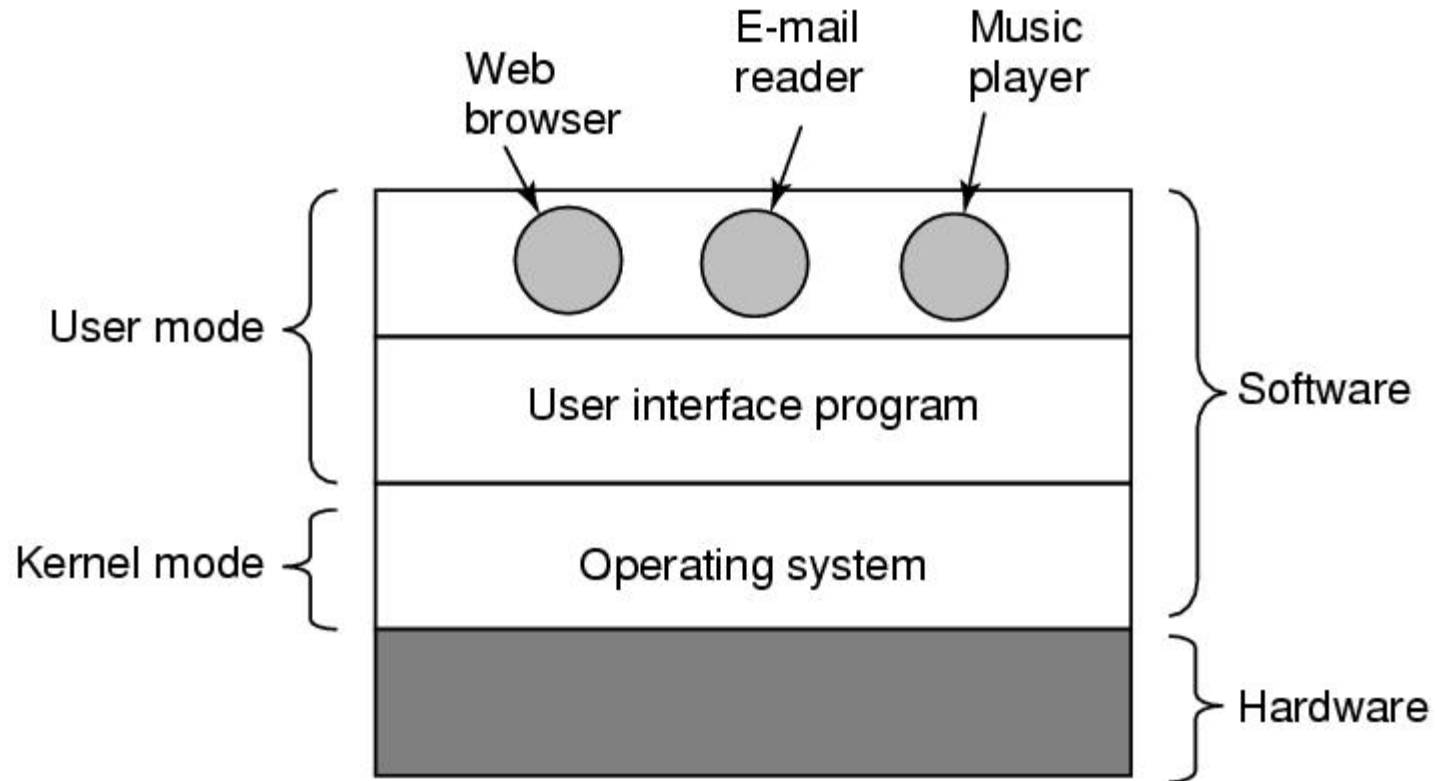 E-mail
reader
Music
player
Web
browser
User mode
User interface program
Software
Kernel mode
Operating system
Hardware